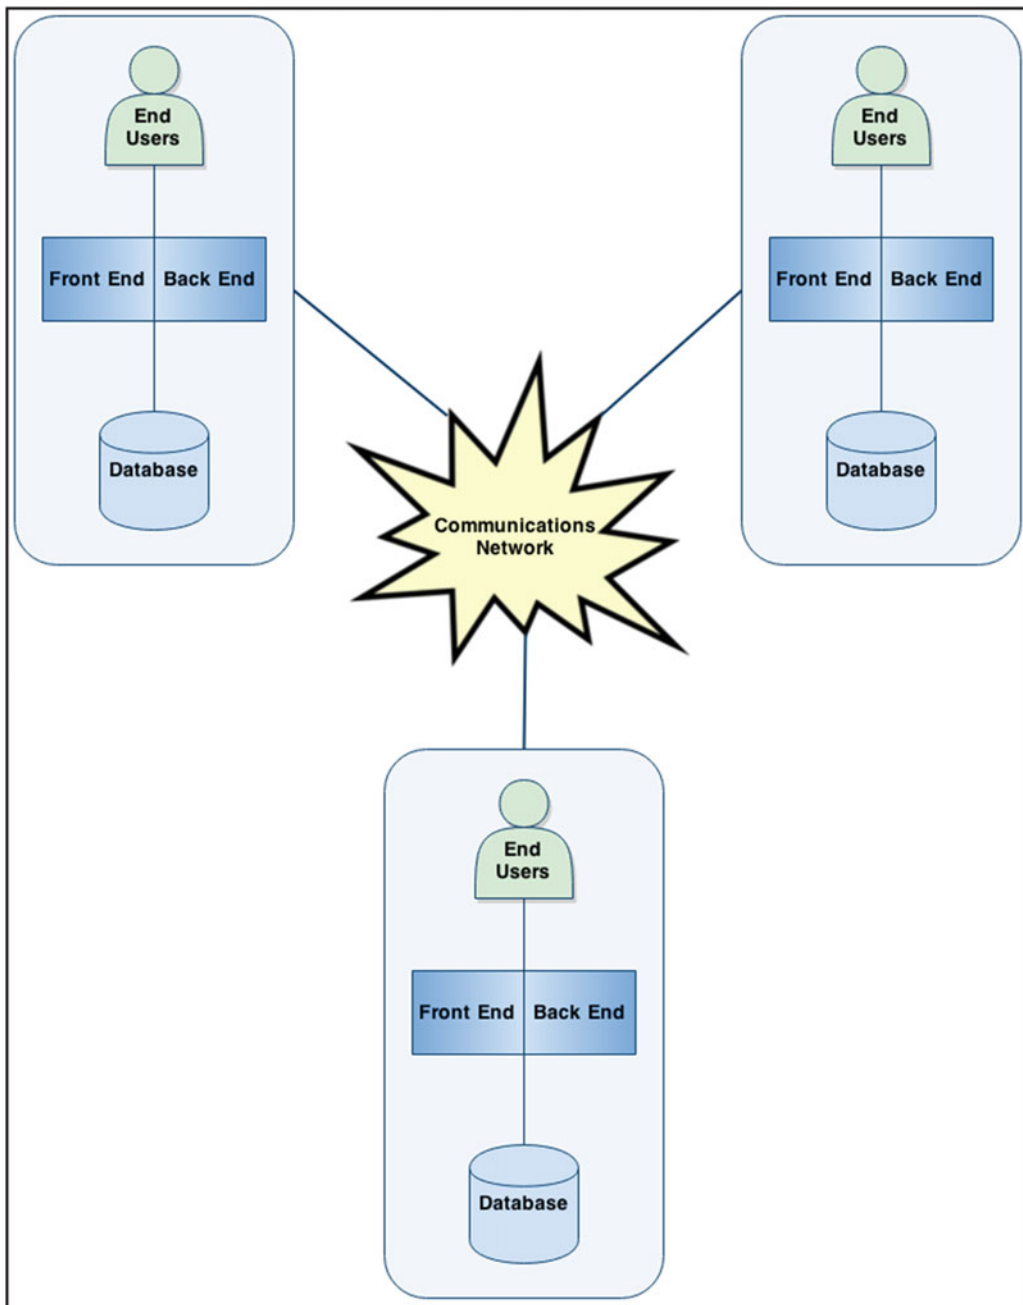 End
Users
Front End
Back End
Database
End
Users
Front End
Back End
Database
Communications
Network
End
Users
Front End
Back End
Database